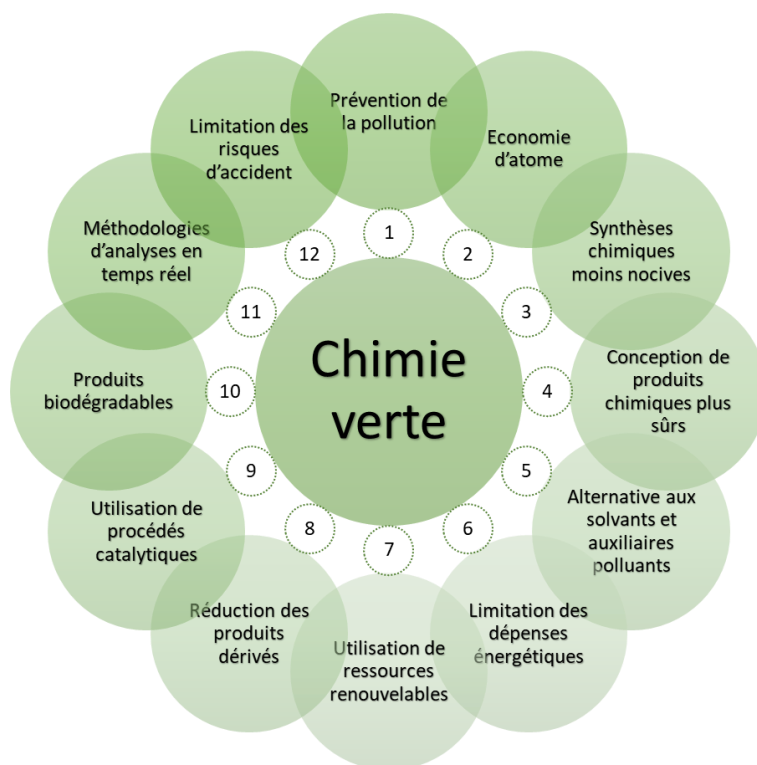 Chimie
verte
1
Prévention de
la pollution
2
Economie
d'atome
3
Synthèses
chimiques
moins nocives
4
Conception de
produits
chimiques plus
sûrs
5
Alternative aux
solvants et
auxiliaires
polluants
6
Limitation des
dépenses
énergétiques
7
Utilisation de
ressources
renouvelables
8
Réduction des
produits
dérivés
9
Utilisation de
procédés
catalytiques
10
Produits
biodégradables
11
Méthodologies
d'analyses en
temps réel
12
Limitation des
risques
d'accident